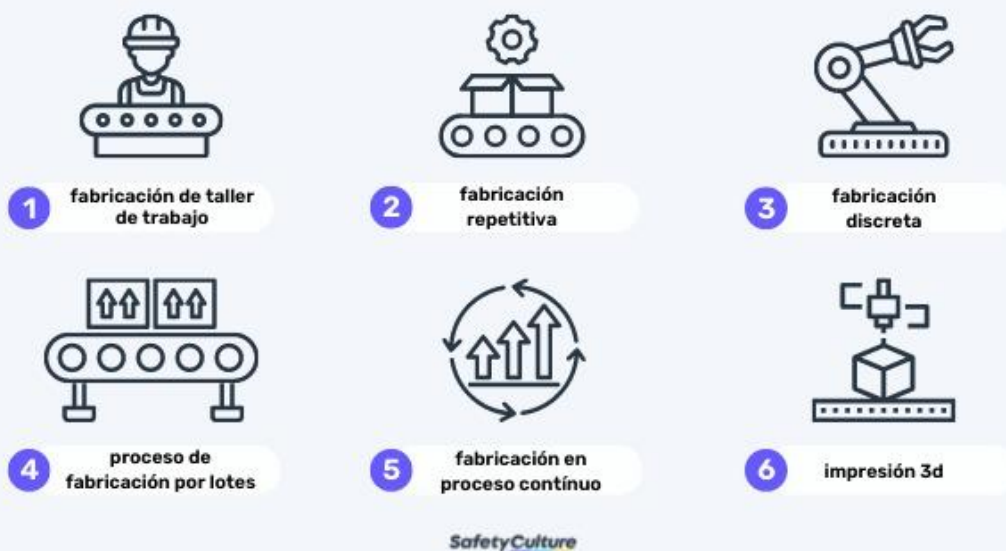 1
fabricación de taller
de trabajo
2
fabricación
repetitiva
3
fabricación
discreta
4
proceso de
fabricación por lotes
5
fabricación en
proceso contínuo
6
impresión 3d
SafetyCulture